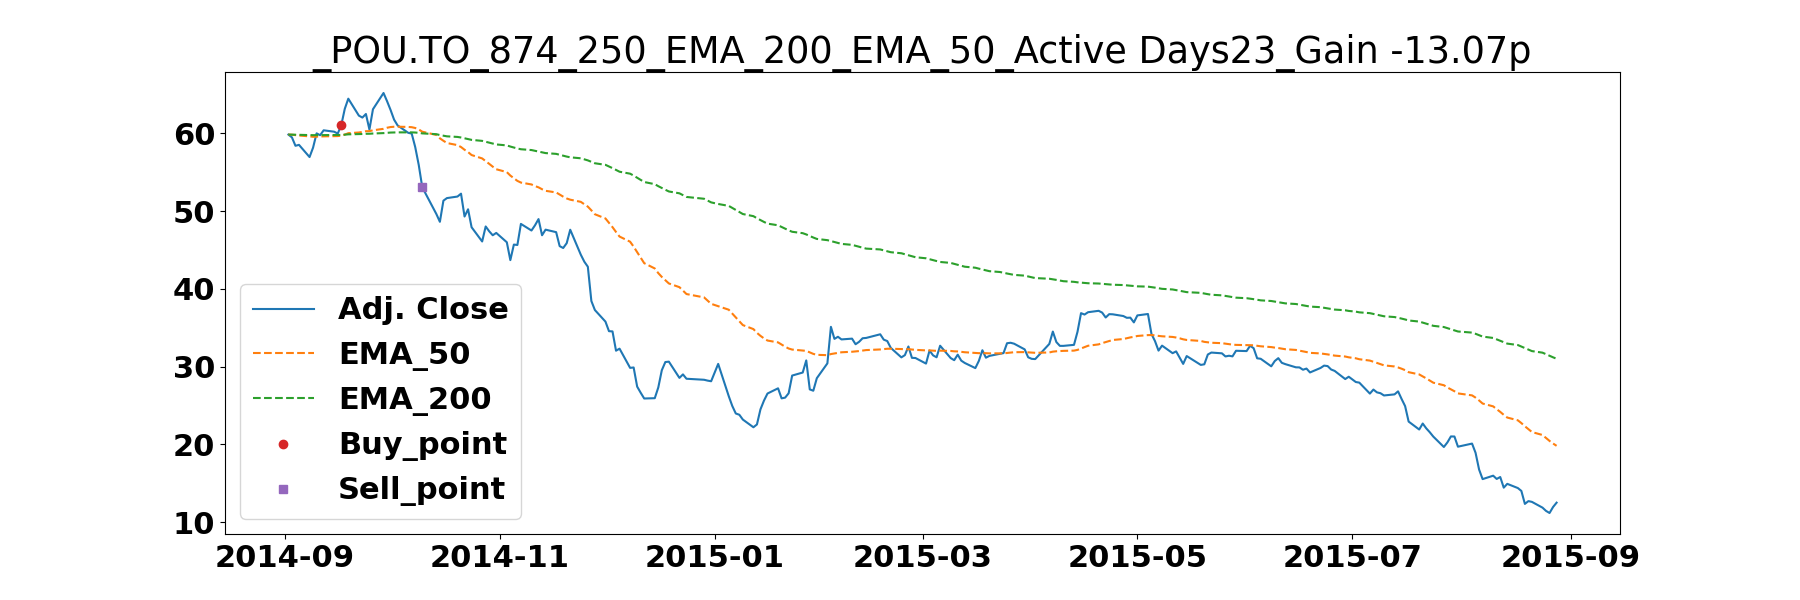 _POU.TO_874_250_EMA_200_EMA_50_Active Days23_Gain -13.07p
60
50
40
30
20
10
Adj. Close
EMA_50
EMA_200
Buy_point
Sell_point
2014-09 2014-11 2015-01 2015-03 2015-05 2015-07 2015-09